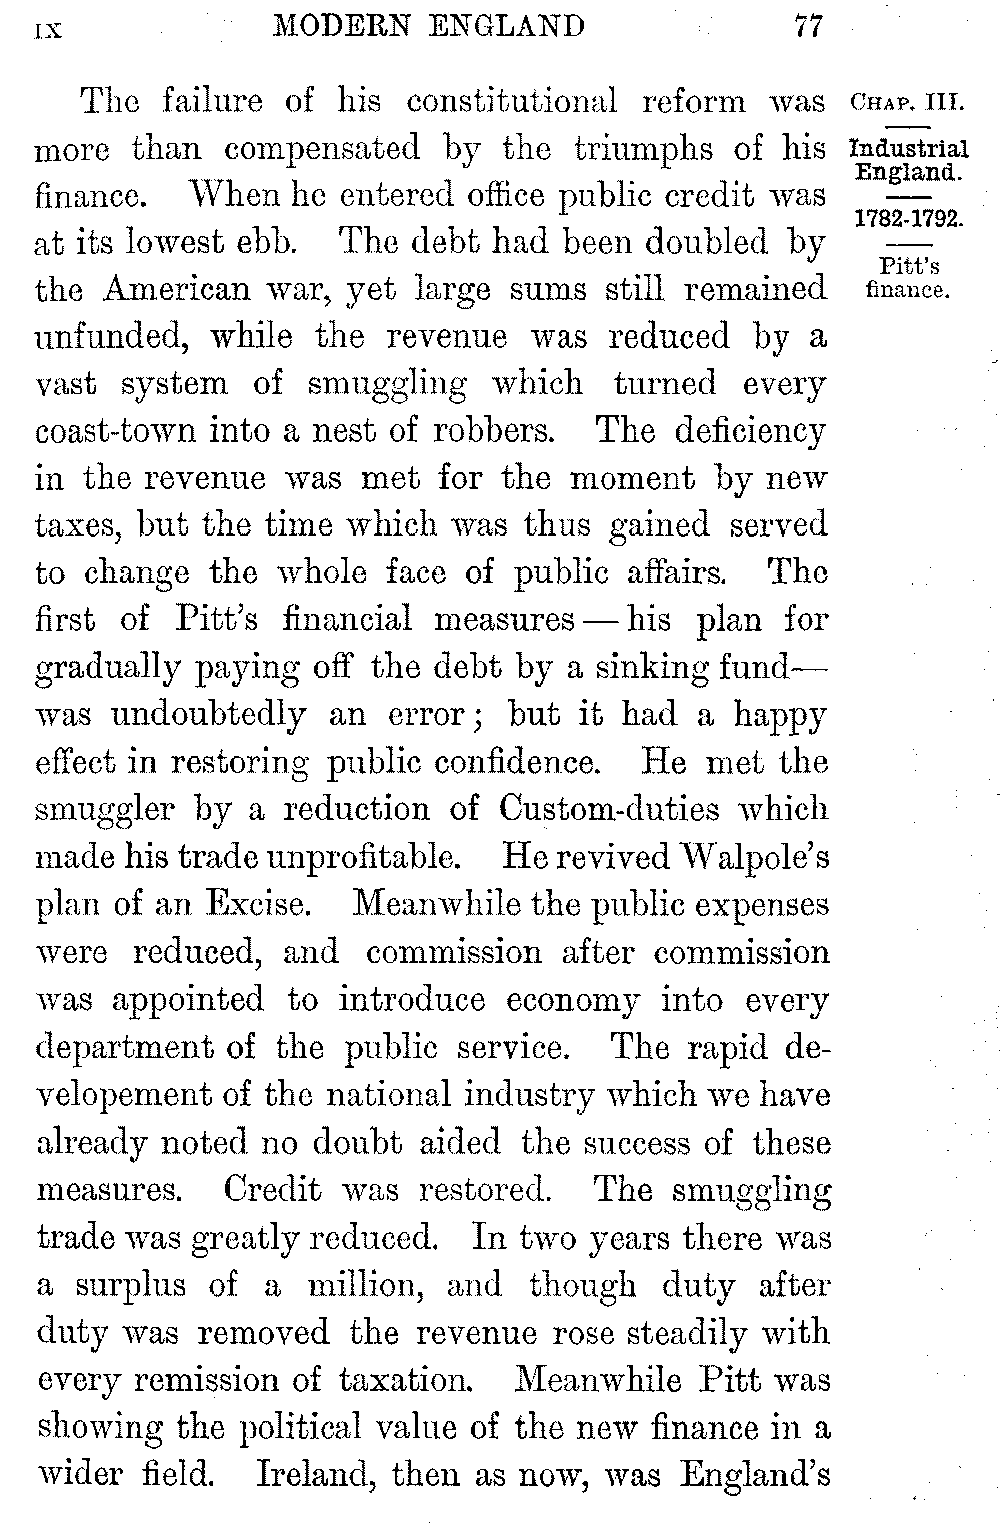 IX MODERN ENGLAND 77
The failure of his constitutional reform was
more than compensated by the triumphs of his
finance. When he entered office public credit was
at its lowest ebb. The debt had been doubled by
the American war, yet large sums still remained
unfunded, while the revenue was reduced by a
vast system of smuggling which turned every
coast-town into a nest of robbers. The deficiency
in the revenue was met for the moment by new
taxes, but the time which was thus gained served
to change the whole face of public affairs. The
first of Pitt's financial measures — his plan for
gradually paying off the debt by a sinking fund—
was undoubtedly an error; but it had a happy
effect in restoring public confidence. He met the
smuggler by a reduction of Custom-duties which
made his trade unprofitable. He revived Walpole's
plan of an Excise. Meanwhile the public expenses
were reduced, and commission after commission
was appointed to introduce economy into every
department of the public service. The rapid de-
velopement of the national industry which we have
already noted no doubt aided the success of these
measures. Credit was restored. The smuggling
trade was greatly reduced. In two years there was
a surplus of a million, and though duty after
duty was removed the revenue rose steadily with
every remission of taxation. Meanwhile Pitt was
showing the political value of the new finance in a
wider field. Ireland, then as now, was England's
CHAP. III.
Industrial
England.
1782-1792.
Pitt's
finance.